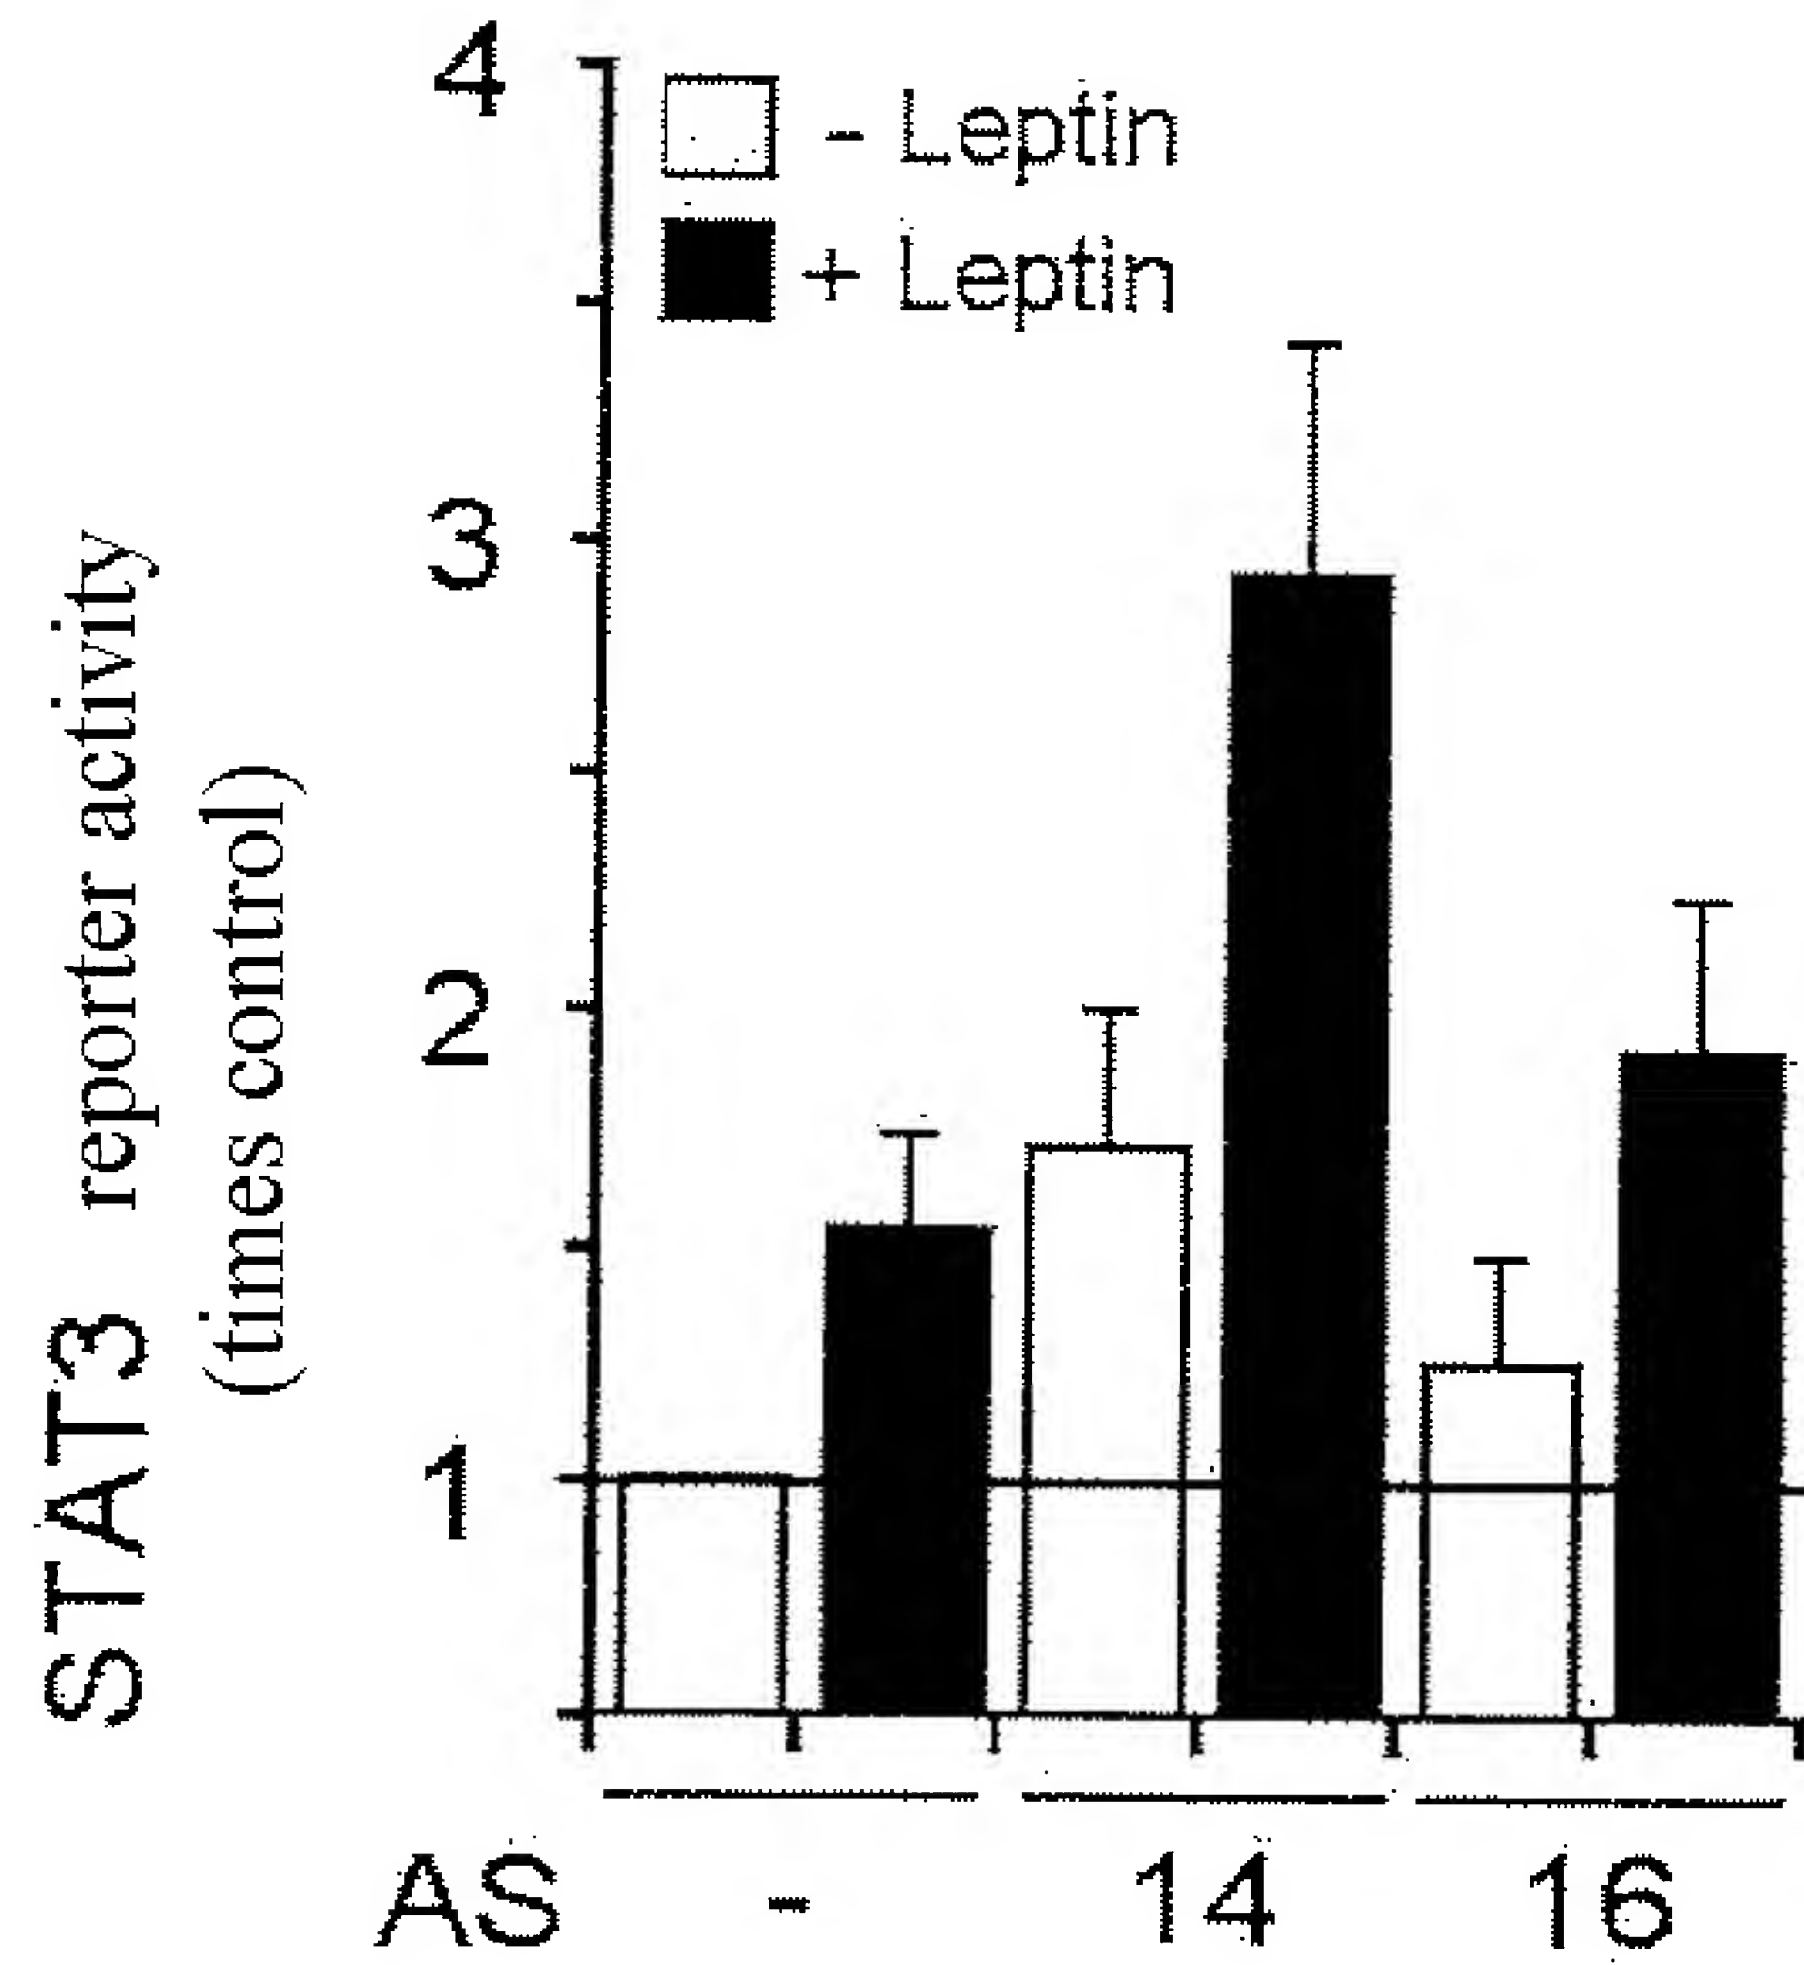 4
- Leptin
+ Leptin
3
2
1
STAT3 reporter activity
(times control)
AS - 14 16